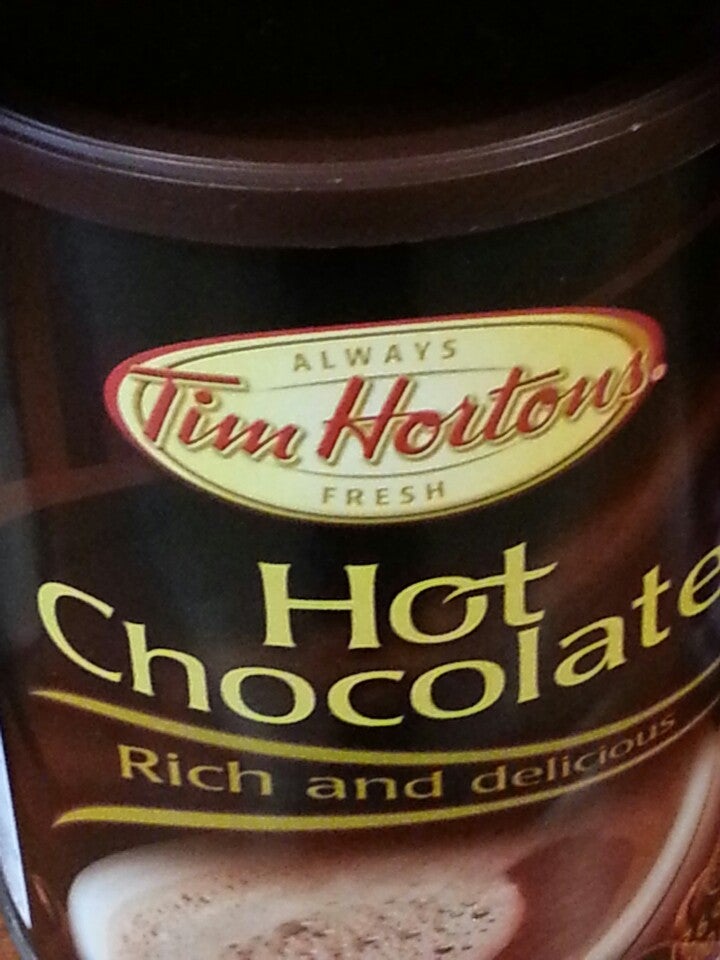 ALWAYS
Tim Hortons.
FRESH
Hot
Chocolate
Rich and delicious